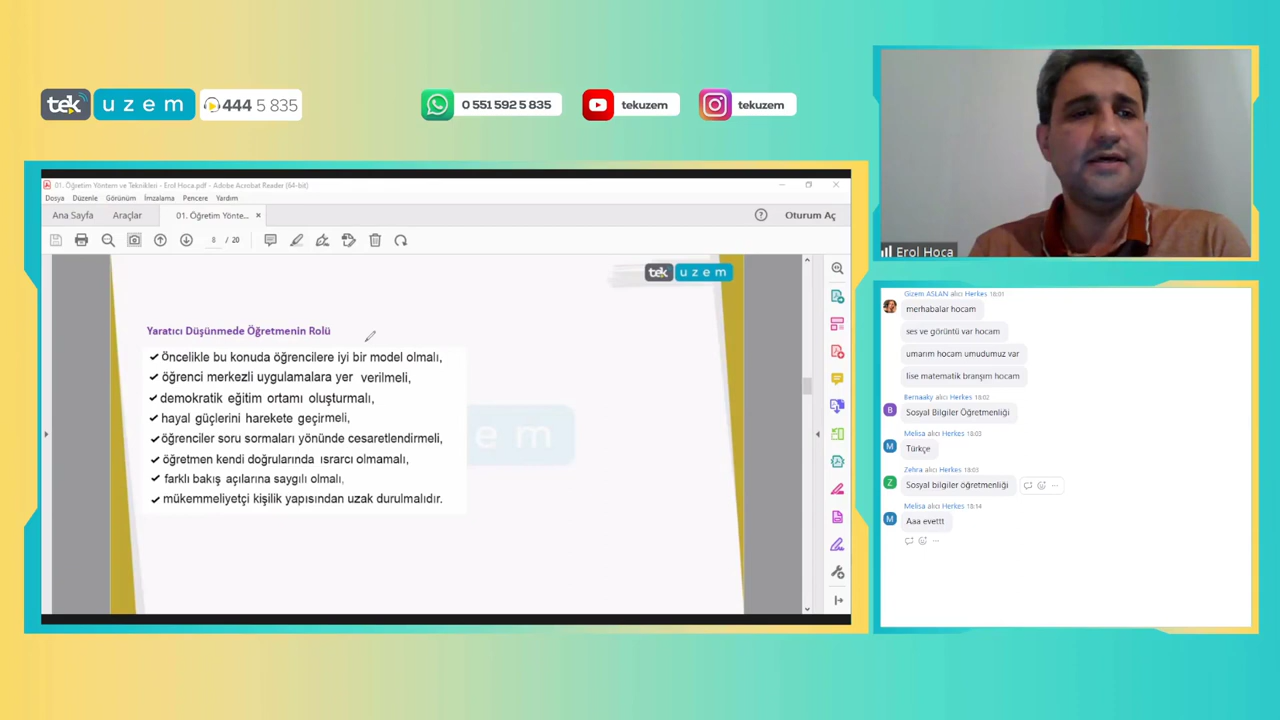 tek
uzem
444 5 835
0 551 592 5 835
tekuzem
tekuzem
01. Öğretim Yöntem ve Teknikleri - Erol Hoca.pdf - Adobe Acrobat Reader (64-bit)
Dosya Düzenle Görünüm İmzalama Pencere Yardım
Ana Sayfa Araçlar 01. Öğretim Yönte... × Oturum Aç
8 / 20
tek uzem
Yaratıcı Düşünmede Öğretmenin Rolü
✔ Öncelikle bu konuda öğrencilere iyi bir model olmalı,
✔ öğrenci merkezli uygulamalara yer verilmeli,
✔ demokratik eğitim ortamı oluşturmalı,
✔ hayal güçlerini harekete geçirmeli,
✔ öğrenciler soru sormaları yönünde cesaretlendirmeli,
✔ öğretmen kendi doğrularında ısrarcı olmamalı,
✔ farklı bakış açılarına saygılı olmalı,
✔ mükemmeliyetçi kişilik yapısından uzak durulmalıdır.
e m
Erol Hoca
Gizem ASLAN alıcı Herkes 18:01
merhabalar hocam
ses ve görüntü var hocam
umarım hocam umudumuz var
lise matematik branşım hocam
Bernaaky alıcı Herkes 18:02
B
Sosyal Bilgiler Öğretmenliği
Melisa alıcı Herkes 18:03
M
Türkçe
Zehra alıcı Herkes 18:03
Z
Sosyal bilgiler öğretmenliği
Melisa alıcı Herkes 18:14
M
Aaa evettt